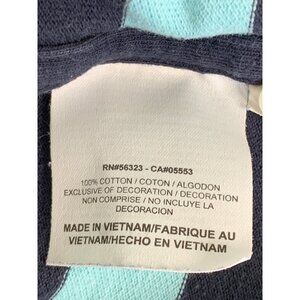 RN#56323 - CA#05553
100% COTTON / COTON / ALGODON
EXCLUSIVE OF DECORATION / DECORATION
NON COMPRISE / NO INCLUYE LA
DECORACION
MADE IN VIETNAM/FABRIQUE AU
VIETNAM/HECHO EN VIETNAM